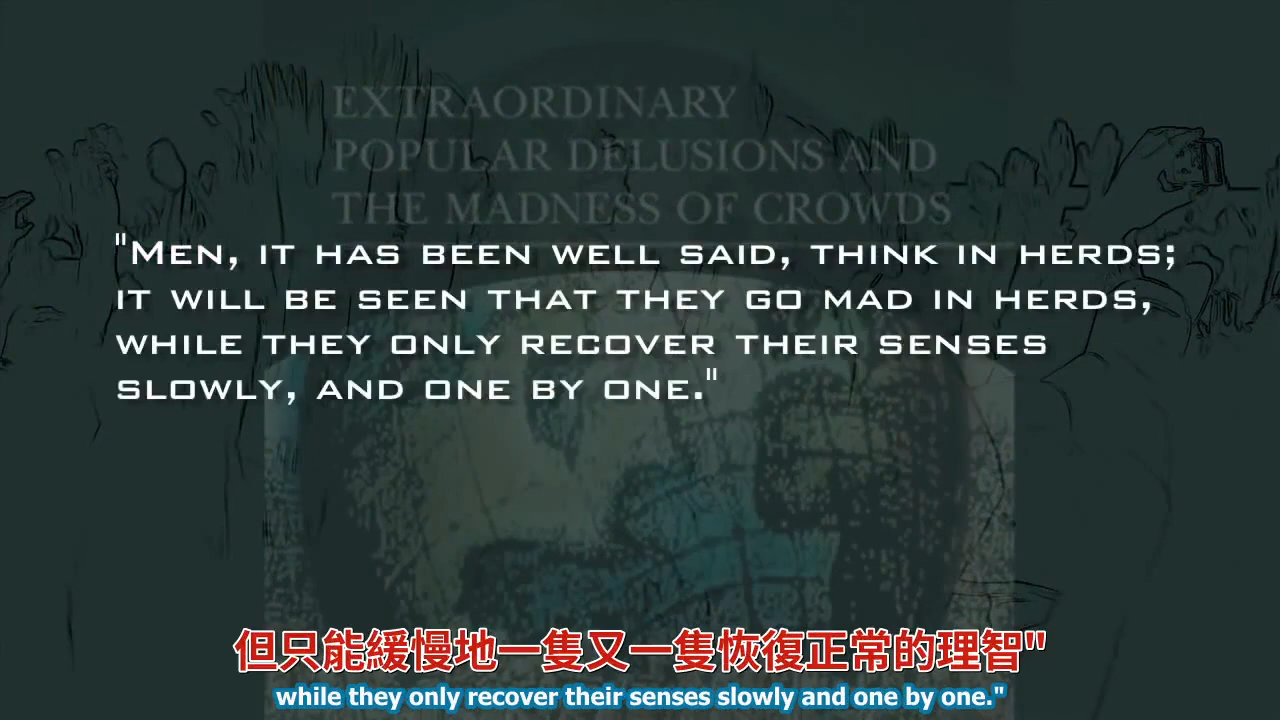 EXTRAORDINARY
POPULAR DELUSIONS AND
THE MADNESS OF CROWDS
"MEN, IT HAS BEEN WELL SAID, THINK IN HERDS;
IT WILL BE SEEN THAT THEY GO MAD IN HERDS,
WHILE THEY ONLY RECOVER THEIR SENSES
SLOWLY, AND ONE BY ONE."
但只能緩慢地一隻又一隻恢復正常的理智"
while they only recover their senses slowly and one by one."